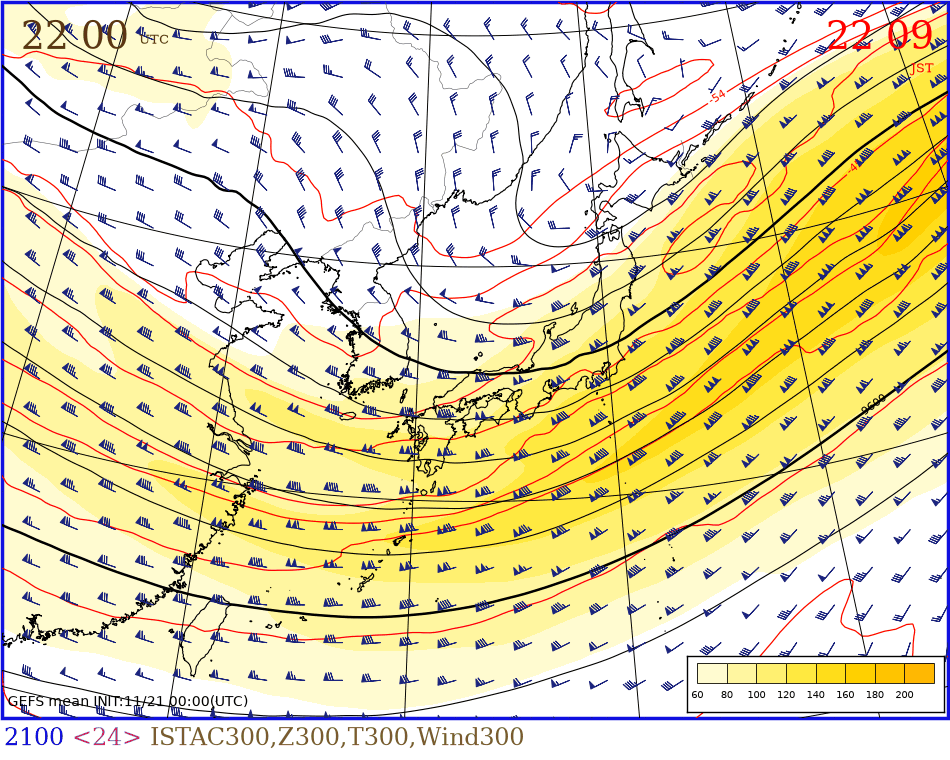 22 00 UTC
22 09
JST
-54
-4
9600
60 80 100 120 140 160 180 200
GEFS mean INIT:11/21 00:00(UTC)
2100 <24> ISTAC300,Z300,T300,Wind300